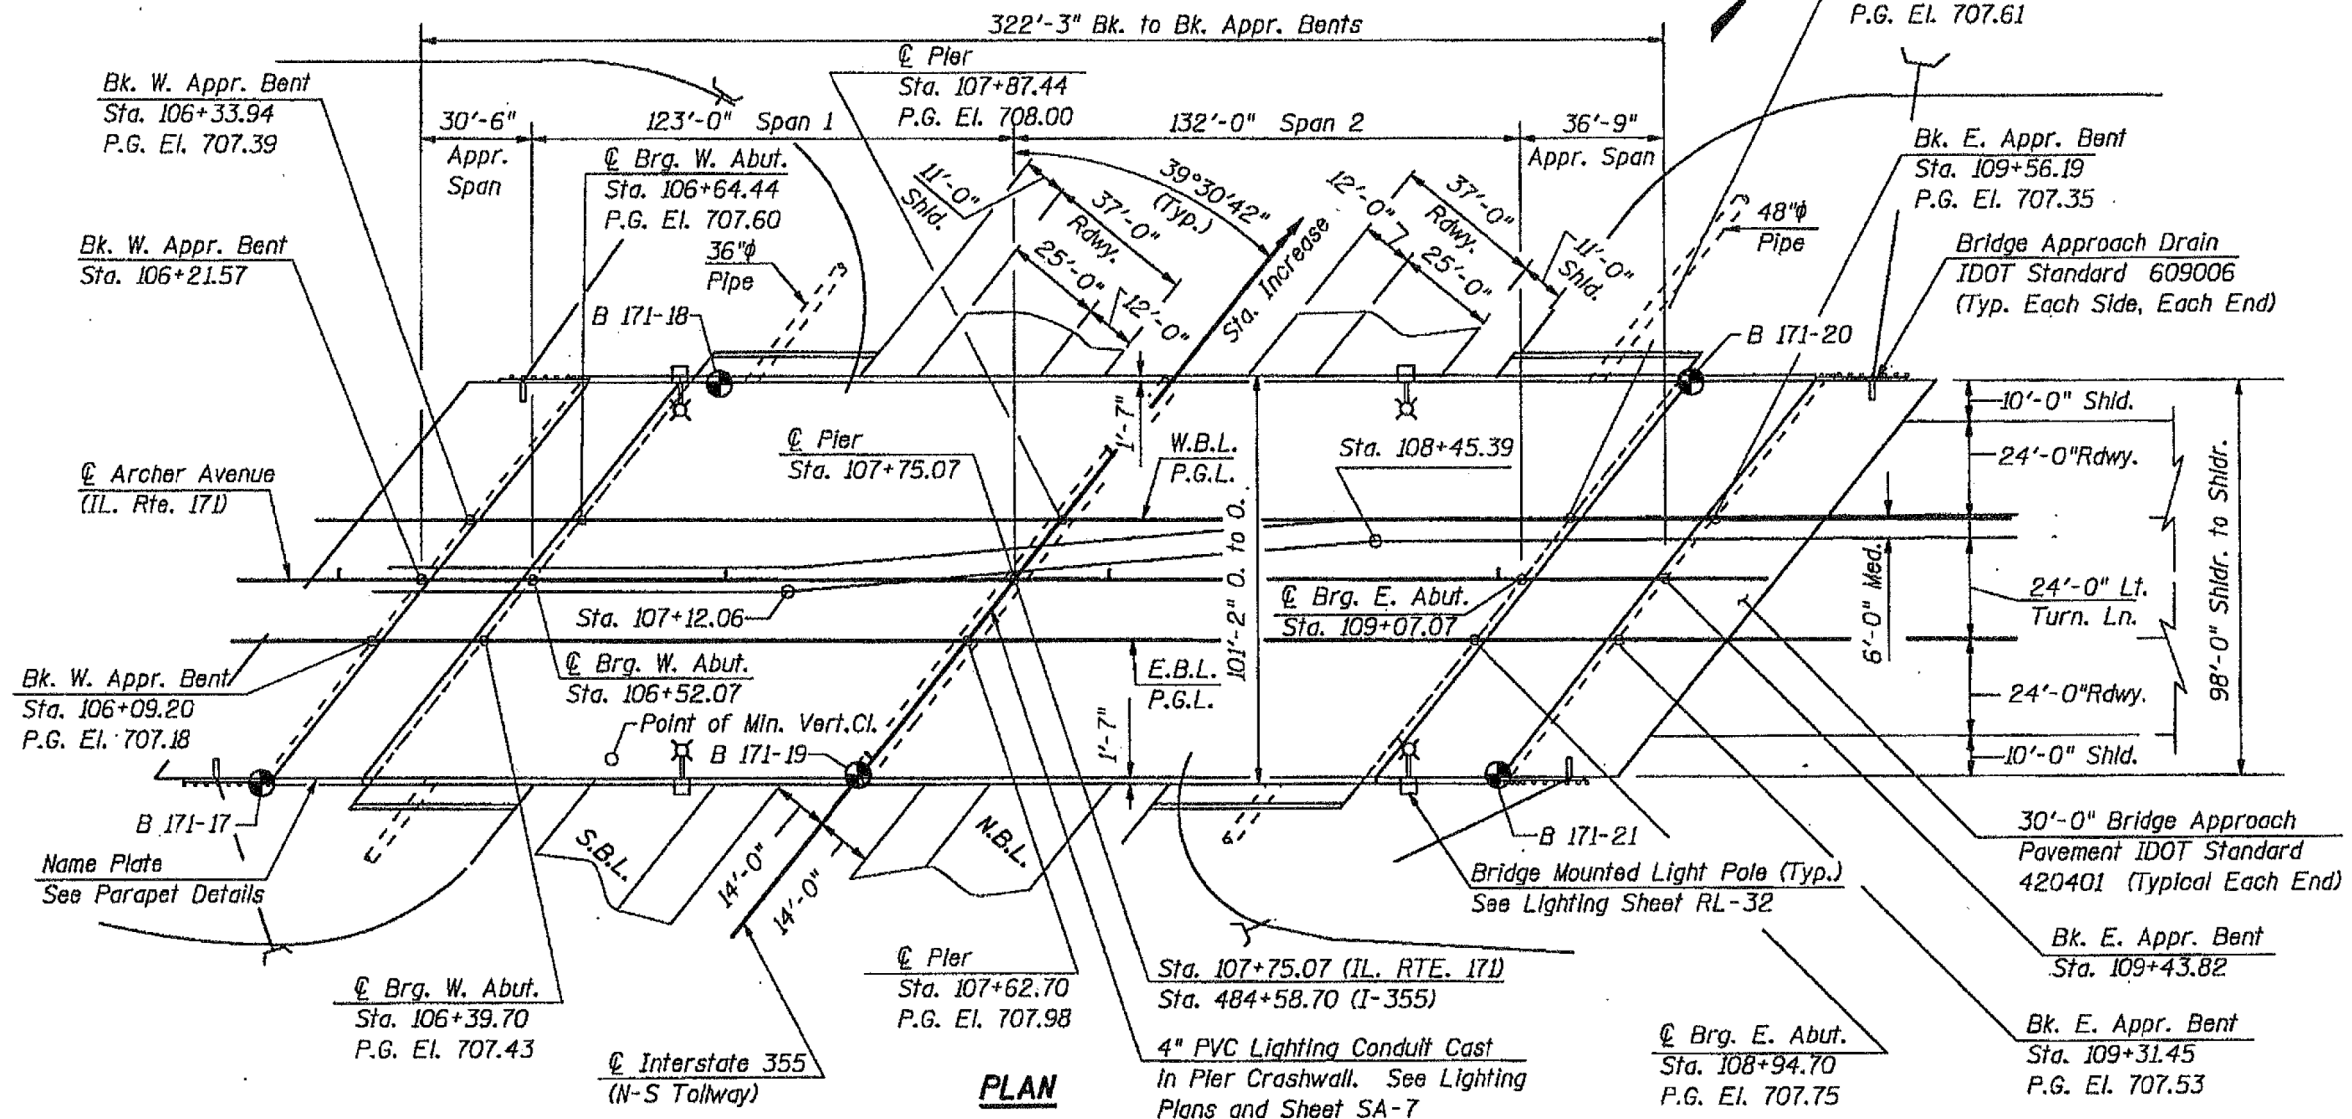 322'-3" Bk. to Bk. Appr. Bents
P.G. El. 707.61
Bk. W. Appr. Bent
Sta. 106+33.94
P.G. El. 707.39
℄ Pier
Sta. 107+87.44
P.G. El. 708.00
30'-6"
Appr.
Span
123'-0" Span 1
132'-0" Span 2
36'-9"
Appr. Span
℄ Brg. W. Abut.
Sta. 106+64.44
P.G. El. 707.60
Bk. E. Appr. Bent
Sta. 109+56.19
P.G. El. 707.35
Bk. W. Appr. Bent
Sta. 106+21.57
36"φ
Pipe
11'-0"
Shld.
37'-0"
Rdwy.
25'-0"
12'-0"
39°30'42"
(Typ.)
Sta. Increase
12'-0"
37'-0"
Rdwy.
25'-0"
11'-0"
Shld.
48"φ
Pipe
Bridge Approach Drain
IDOT Standard 609006
(Typ. Each Side, Each End)
B 171-18
B 171-20
1'-7"
10'-0" Shld.
℄ Archer Avenue
(IL. Rte. 171)
℄ Pier
Sta. 107+75.07
W.B.L.
P.G.L.
Sta. 108+45.39
24'-0"Rdwy.
98'-0" Shldr. to Shldr.
101'-2" O. to O.
Sta. 107+12.06
℄ Brg. E. Abut.
Sta. 109+07.07
6'-0" Med.
24'-0" Lt.
Turn. Ln.
Bk. W. Appr. Bent
Sta. 106+09.20
P.G. El. 707.18
℄ Brg. W. Abut.
Sta. 106+52.07
E.B.L.
P.G.L.
24'-0"Rdwy.
Point of Min. Vert.Cl.
B 171-19
1'-7"
10'-0" Shld.
B 171-17
B 171-21
Name Plate
See Parapet Details
S.B.L.
14'-0"
14'-0"
N.B.L.
Bridge Mounted Light Pole (Typ.)
See Lighting Sheet RL-32
30'-0" Bridge Approach
Pavement IDOT Standard
420401 (Typical Each End)
℄ Brg. W. Abut.
Sta. 106+39.70
P.G. El. 707.43
℄ Pier
Sta. 107+62.70
P.G. El. 707.98
Sta. 107+75.07 (IL. RTE. 171)
Sta. 484+58.70 (I-355)
Bk. E. Appr. Bent
Sta. 109+43.82
℄ Interstate 355
(N-S Tollway)
PLAN
4" PVC Lighting Conduit Cast
in Pier Crashwall. See Lighting
Plans and Sheet SA-7
℄ Brg. E. Abut.
Sta. 108+94.70
P.G. El. 707.75
Bk. E. Appr. Bent
Sta. 109+31.45
P.G. El. 707.53